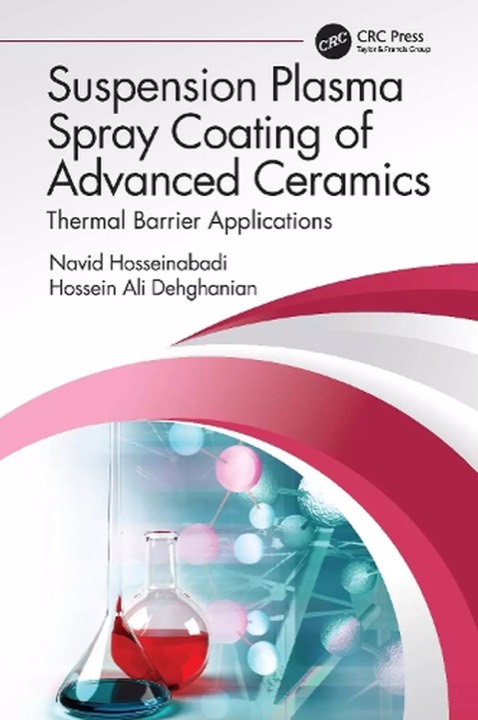 CRC
CRC Press
Taylor & Francis Group
Suspension Plasma
Spray Coating of
Advanced Ceramics
Thermal Barrier Applications
Navid Hosseinabadi
Hossein Ali Dehghanian